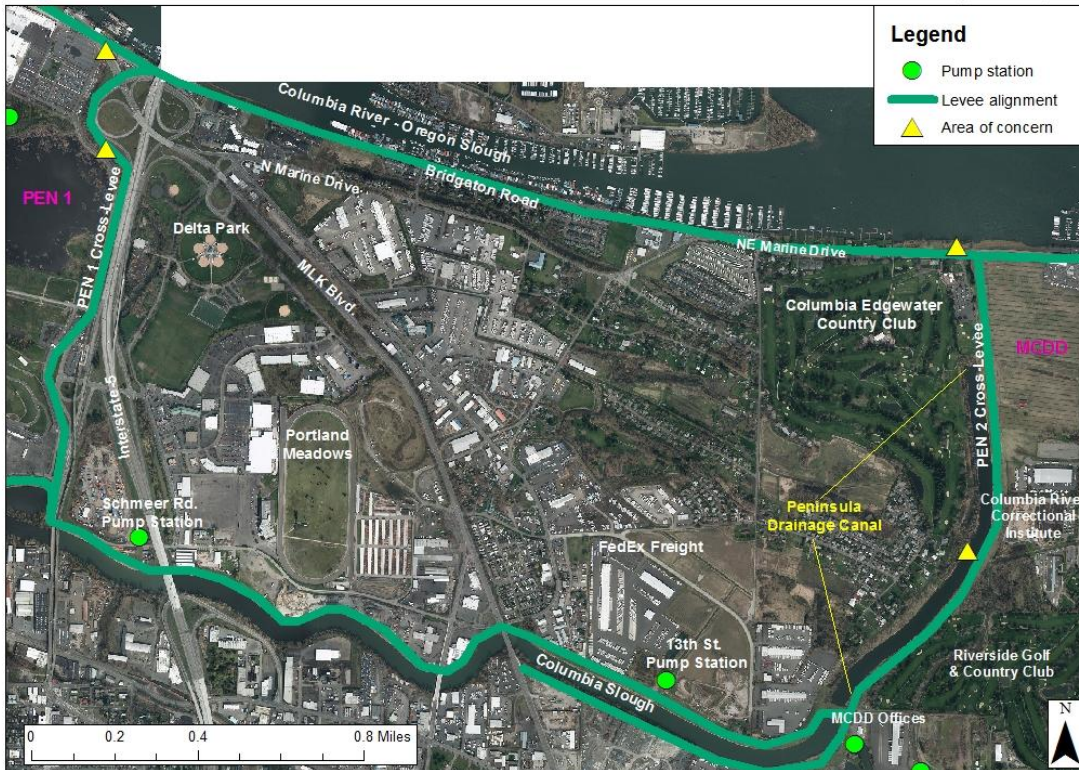 Legend
Pump station
Levee alignment
Area of concern
Columbia River - Oregon Slough
N Marine Drive
Bridgeton Road
PEN 1
PEN 1 Cross-Levee
Delta Park
MLK Blvd.
NE Marine Drive
Columbia Edgewater
Country Club
MCDD
PEN 2 Cross-Levee
Interstate 5
Portland
Meadows
Schmeer Rd.
Pump Station
Peninsula
Drainage Canal
Columbia River
Correctional
Institute
FedEx Freight
13th St.
Pump Station
Columbia Slough
Riverside Golf
& Country Club
MCDD Offices
N
0 0.2 0.4 0.8 Miles